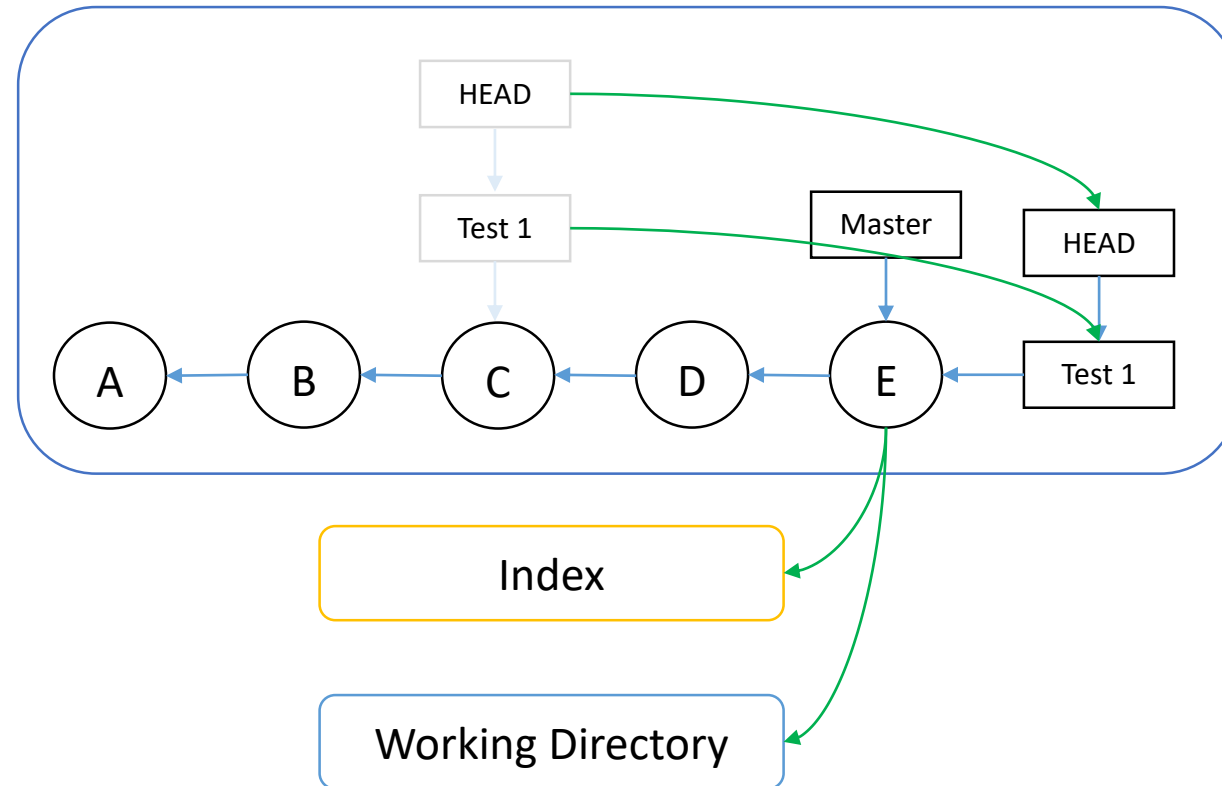 HEAD
Test 1
Master
HEAD
A
B
C
D
E
Test 1
Index
Working Directory